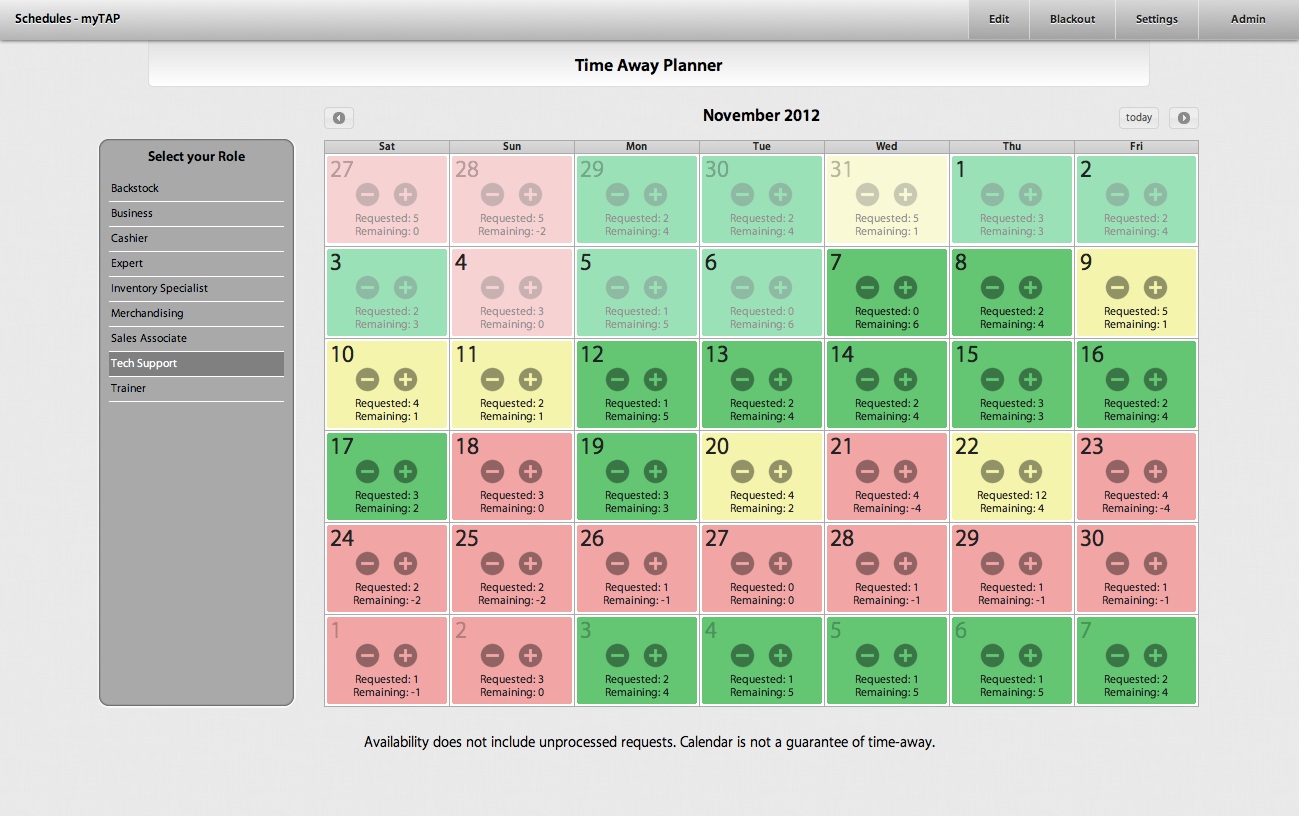 Schedules - myTAP
Edit
Blackout
Settings
Admin
Time Away Planner
November 2012
today
Select your Role
Backstock
Business
Cashier
Expert
Inventory Specialist
Merchandising
Sales Associate
Tech Support
Trainer
Sat Sun Mon Tue Wed Thu Fri
27 28 29 30 31 1 2
Requested: 5 Requested: 5 Requested: 2 Requested: 2 Requested: 5 Requested: 3 Requested: 2
Remaining: 0 Remaining: -2 Remaining: 4 Remaining: 4 Remaining: 1 Remaining: 3 Remaining: 4
3 4 5 6 7 8 9
Requested: 2 Requested: 3 Requested: 1 Requested: 0 Requested: 0 Requested: 2 Requested: 5
Remaining: 3 Remaining: 0 Remaining: 5 Remaining: 6 Remaining: 6 Remaining: 4 Remaining: 1
10 11 12 13 14 15 16
Requested: 4 Requested: 2 Requested: 1 Requested: 2 Requested: 2 Requested: 3 Requested: 2
Remaining: 1 Remaining: 1 Remaining: 5 Remaining: 4 Remaining: 4 Remaining: 3 Remaining: 4
17 18 19 20 21 22 23
Requested: 3 Requested: 3 Requested: 3 Requested: 4 Requested: 4 Requested: 12 Requested: 4
Remaining: 2 Remaining: 0 Remaining: 3 Remaining: 2 Remaining: -4 Remaining: 4 Remaining: -4
24 25 26 27 28 29 30
Requested: 2 Requested: 2 Requested: 1 Requested: 0 Requested: 1 Requested: 1 Requested: 1
Remaining: -2 Remaining: -2 Remaining: -1 Remaining: 0 Remaining: -1 Remaining: -1 Remaining: -1
1 2 3 4 5 6 7
Requested: 1 Requested: 3 Requested: 2 Requested: 1 Requested: 1 Requested: 1 Requested: 2
Remaining: -1 Remaining: 0 Remaining: 4 Remaining: 5 Remaining: 5 Remaining: 5 Remaining: 4
Availability does not include unprocessed requests. Calendar is not a guarantee of time-away.